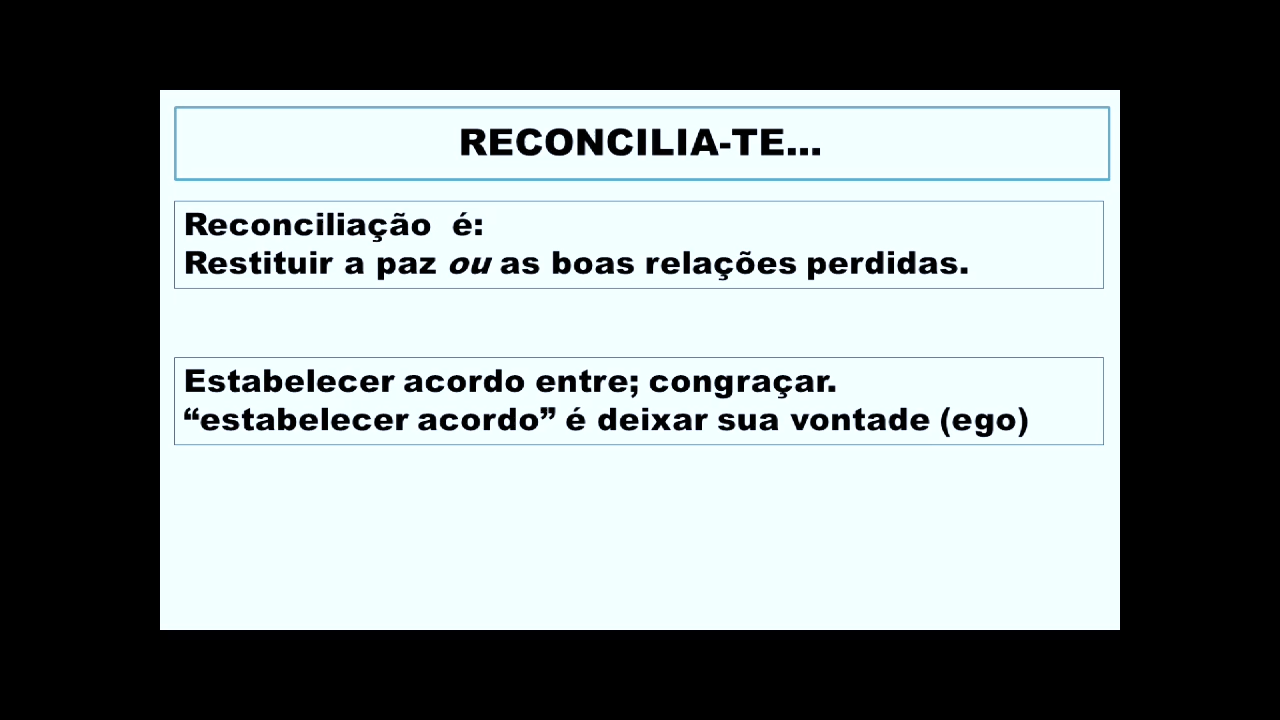 RECONCILIA-TE...
Reconciliação  é:
Restituir a paz ou as boas relações perdidas.
Estabelecer acordo entre; congraçar.
“estabelecer acordo” é deixar sua vontade (ego)